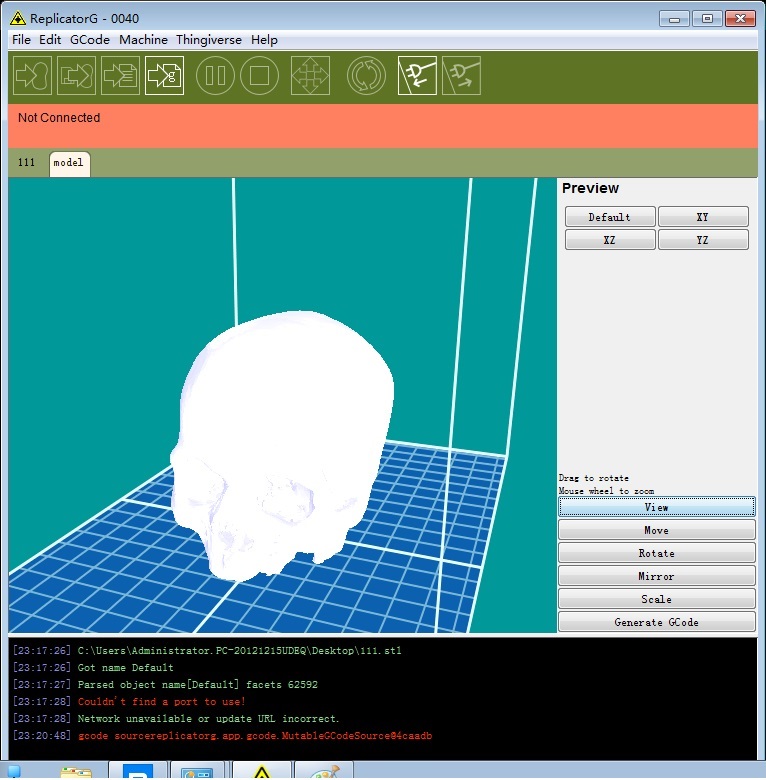 ReplicatorG - 0040
File Edit GCode Machine Thingiverse Help
Not Connected
111 model
Preview
Default XY
XZ YZ
Drag to rotate
Mouse wheel to zoom
View
Move
Rotate
Mirror
Scale
Generate GCode
[23:17:26] C:\Users\Administrator.PC-20121215UDEQ\Desktop\111.stl
[23:17:26] Got name Default
[23:17:27] Parsed object name[Default] facets 62592
[23:17:28] Couldn't find a port to use!
[23:17:28] Network unavailable or update URL incorrect.
[23:20:48] gcode sourcereplicatorg.app.gcode.MutableGCodeSource@4caadb